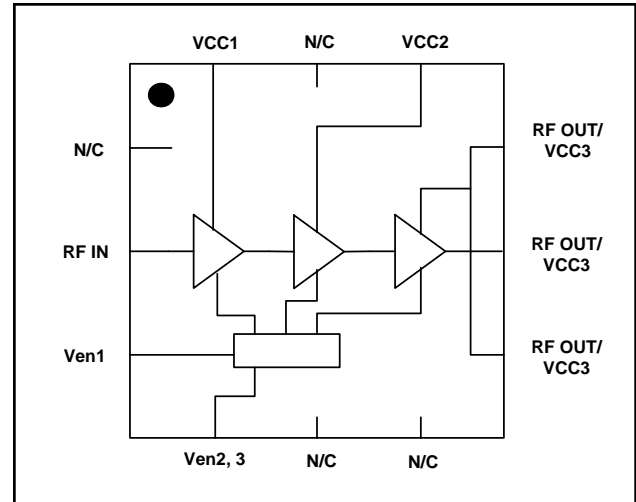 VCC1 N/C VCC2
N/C
RF OUT/
VCC3
RF IN
RF OUT/
VCC3
Ven1
RF OUT/
VCC3
Ven2, 3 N/C N/C